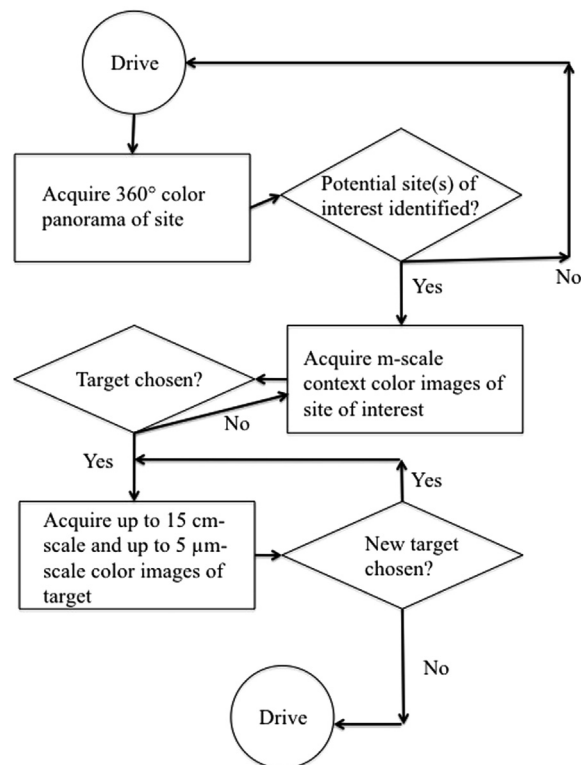 Drive
Acquire 360° color
panorama of site
Potential site(s) of
interest identified?
No
Yes
Acquire m-scale
context color images of
site of interest
Target chosen?
No
Yes
Yes
Acquire up to 15 cm-
scale and up to 5 μm-
scale color images of
target
New target
chosen?
No
Drive